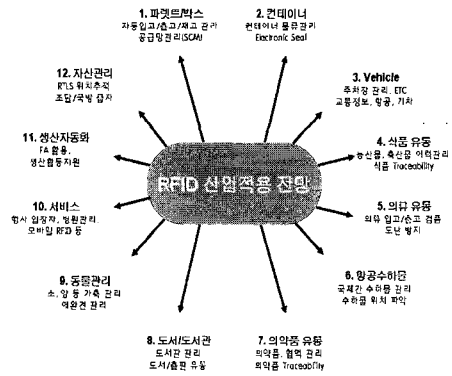 1. 파렛트/박스
자동입고/출고/재고 관리
공급망관리(SCM)
2. 컨테이너
컨테이너 물류관리
Electronic Seal
3. Vehicle
주차장 관리, ETC
교통정보, 항공, 기차
4. 식품 유통
농산물, 축산물 이력관리
식품 Traceability
5. 의류 유통
의류 입고/출고 검품
도난 방지
6. 항공수하물
국제간 수하물 관리
수하물 위치 파악
7. 의약품 유통
의약품, 혈액 관리
의약품 Traceability
8. 도서/도서관
도서관 관리
도서/출판 유통
9. 동물관리
소, 양 등 가축 관리
애완견 관리
10. 서비스
행사 입장자, 병원관리,
모바일 RFID 등
11. 생산자동화
FA 활용,
생산활동지원
12. 자산관리
RTLS 위치추적
조달/국방 물자
RFID 산업적용 전망